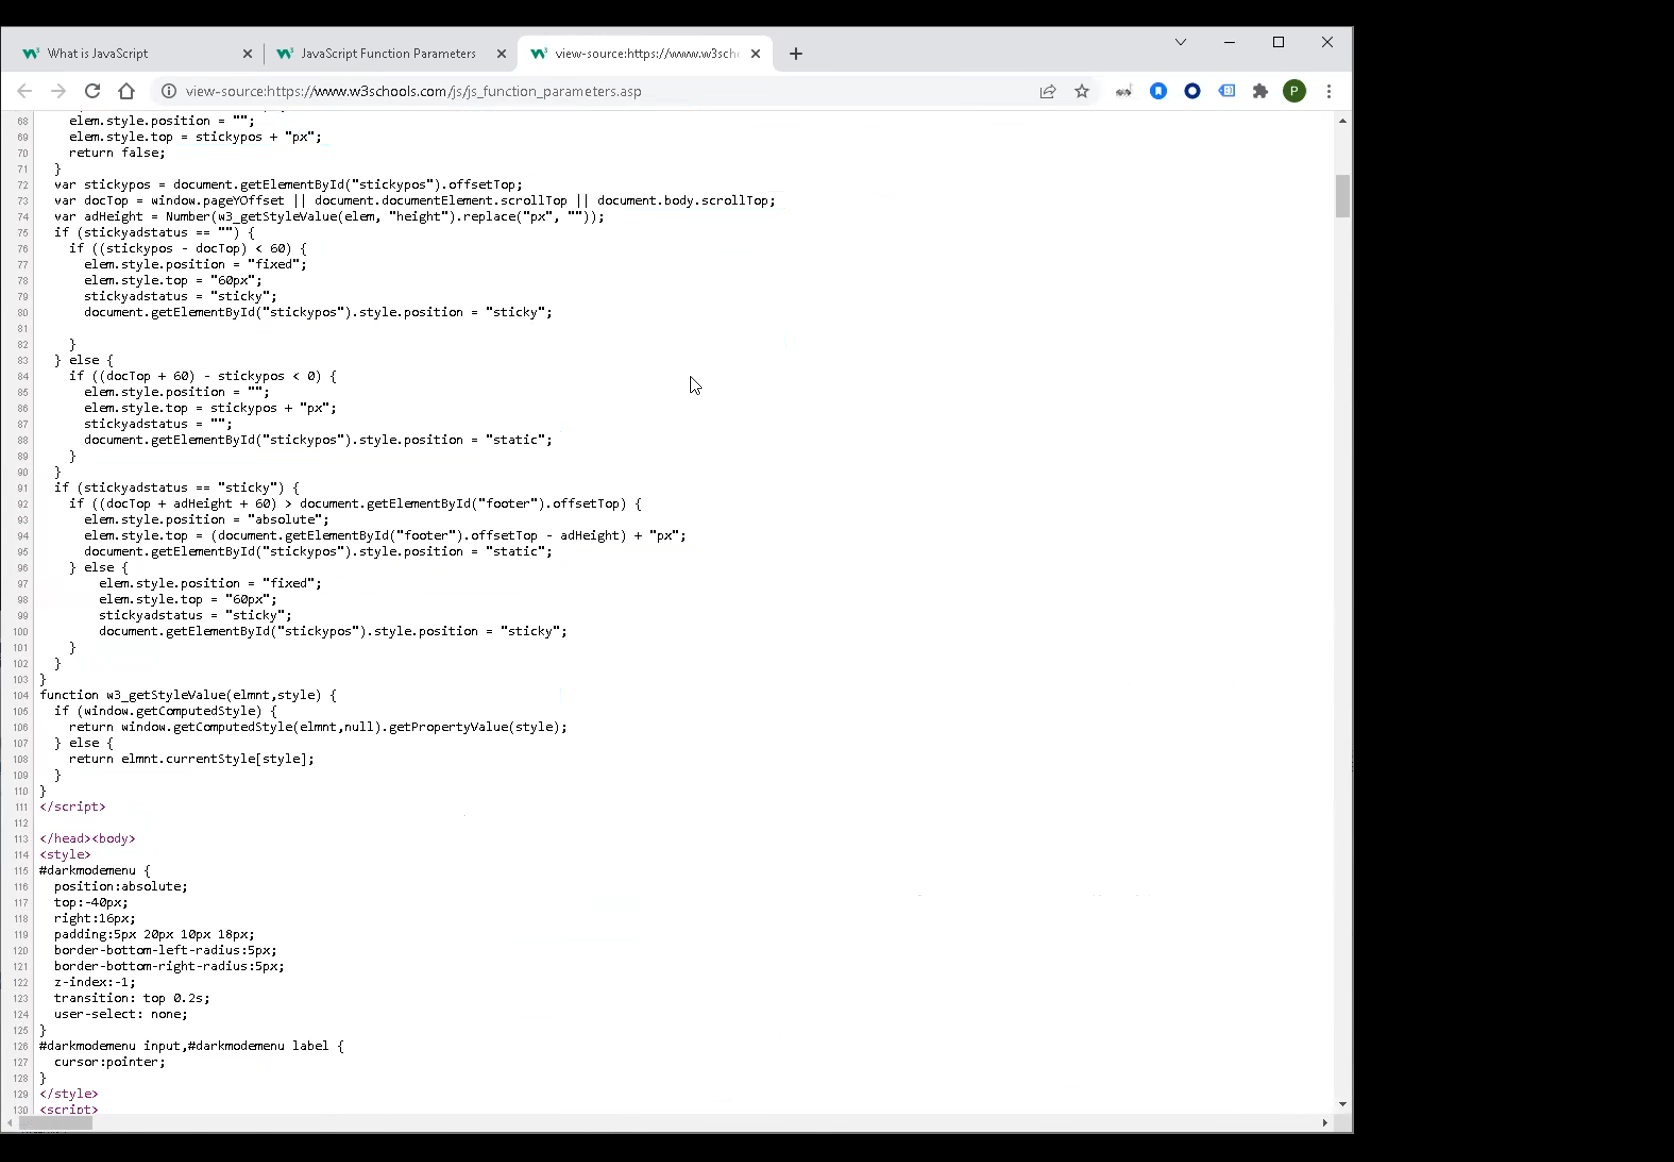 What is JavaScript
JavaScript Function Parameters
view-source:https://www.w3sch
view-source:https://www.w3schools.com/js/js_function_parameters.asp
P
68 elem.style.position = "";
69 elem.style.top = stickypos + "px";
70 return false;
71 }
72 var stickypos = document.getElementById("stickypos").offsetTop;
73 var docTop = window.pageYOffset || document.documentElement.scrollTop || document.body.scrollTop;
74 var adHeight = Number(w3_getStyleValue(elem, "height").replace("px", ""));
75 if (stickyadstatus == "") {
76 if ((stickypos - docTop) < 60) {
77 elem.style.position = "fixed";
78 elem.style.top = "60px";
79 stickyadstatus = "sticky";
80 document.getElementById("stickypos").style.position = "sticky";
81
82 }
83 } else {
84 if ((docTop + 60) - stickypos < 0) {
85 elem.style.position = "";
86 elem.style.top = stickypos + "px";
87 stickyadstatus = "";
88 document.getElementById("stickypos").style.position = "static";
89 }
90 }
91 if (stickyadstatus == "sticky") {
92 if ((docTop + adHeight + 60) > document.getElementById("footer").offsetTop) {
93 elem.style.position = "absolute";
94 elem.style.top = (document.getElementById("footer").offsetTop - adHeight) + "px";
95 document.getElementById("stickypos").style.position = "static";
96 } else {
97 elem.style.position = "fixed";
98 elem.style.top = "60px";
99 stickyadstatus = "sticky";
100 document.getElementById("stickypos").style.position = "sticky";
101 }
102 }
103 }
104 function w3_getStyleValue(elmnt,style) {
105 if (window.getComputedStyle) {
106 return window.getComputedStyle(elmnt,null).getPropertyValue(style);
107 } else {
108 return elmnt.currentStyle[style];
109 }
110 }
111 </script>
112
113 </head><body>
114 <style>
115 #darkmodemenu {
116 position:absolute;
117 top:-40px;
118 right:16px;
119 padding:5px 20px 10px 18px;
120 border-bottom-left-radius:5px;
121 border-bottom-right-radius:5px;
122 z-index:-1;
123 transition: top 0.2s;
124 user-select: none;
125 }
126 #darkmodemenu input,#darkmodemenu label {
127 cursor:pointer;
128 }
129 </style>
130 <script>